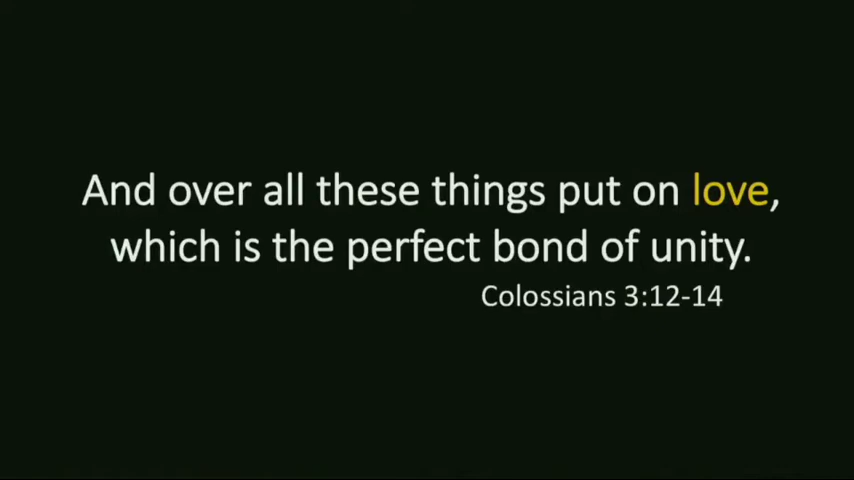 And over all these things put on love,
which is the perfect bond of unity.
Colossians 3:12-14